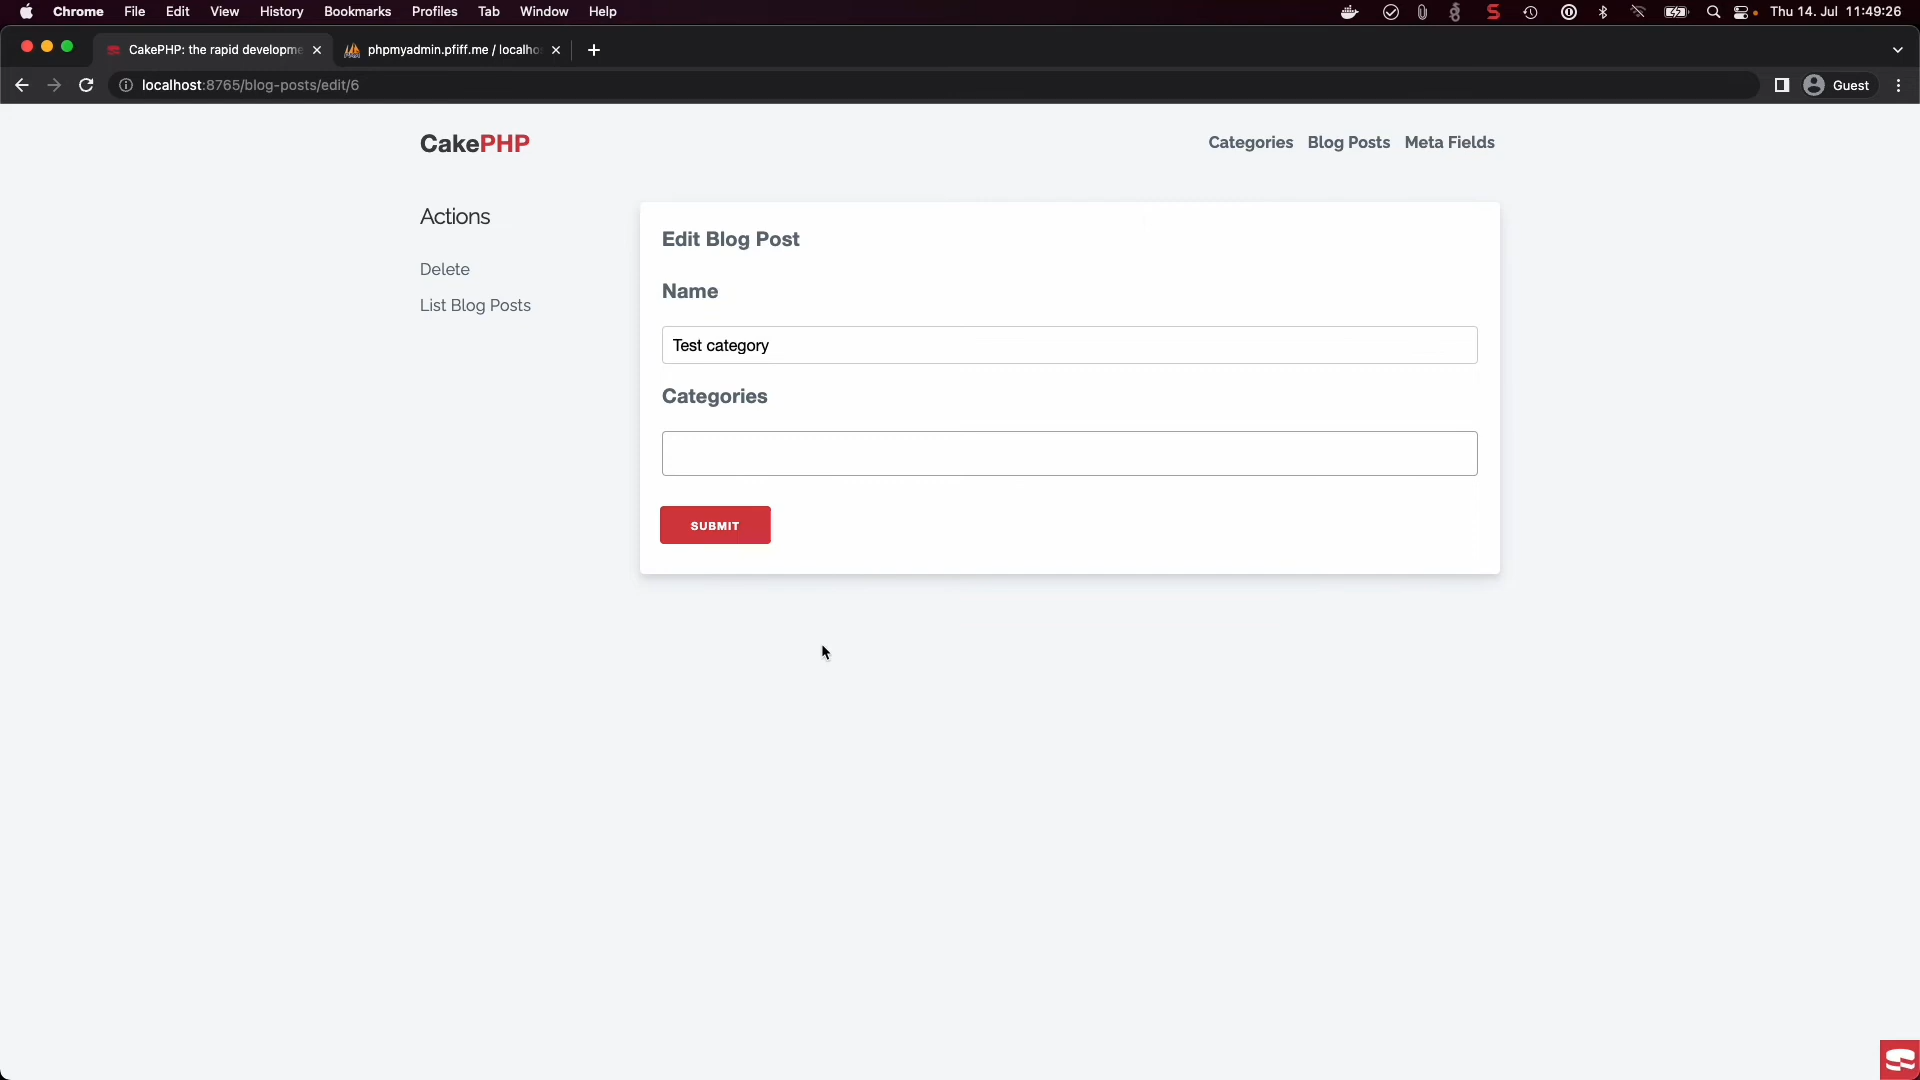 Chrome File Edit View History Bookmarks Profiles Tab Window Help Thu 14. Jul 11:49:26
CakePHP: the rapid developme phpmyadmin.pfiff.me / localho
localhost:8765/blog-posts/edit/6 Guest
CakePHP Categories Blog Posts Meta Fields
Actions
Delete
List Blog Posts
Edit Blog Post
Name
Test category
Categories
SUBMIT